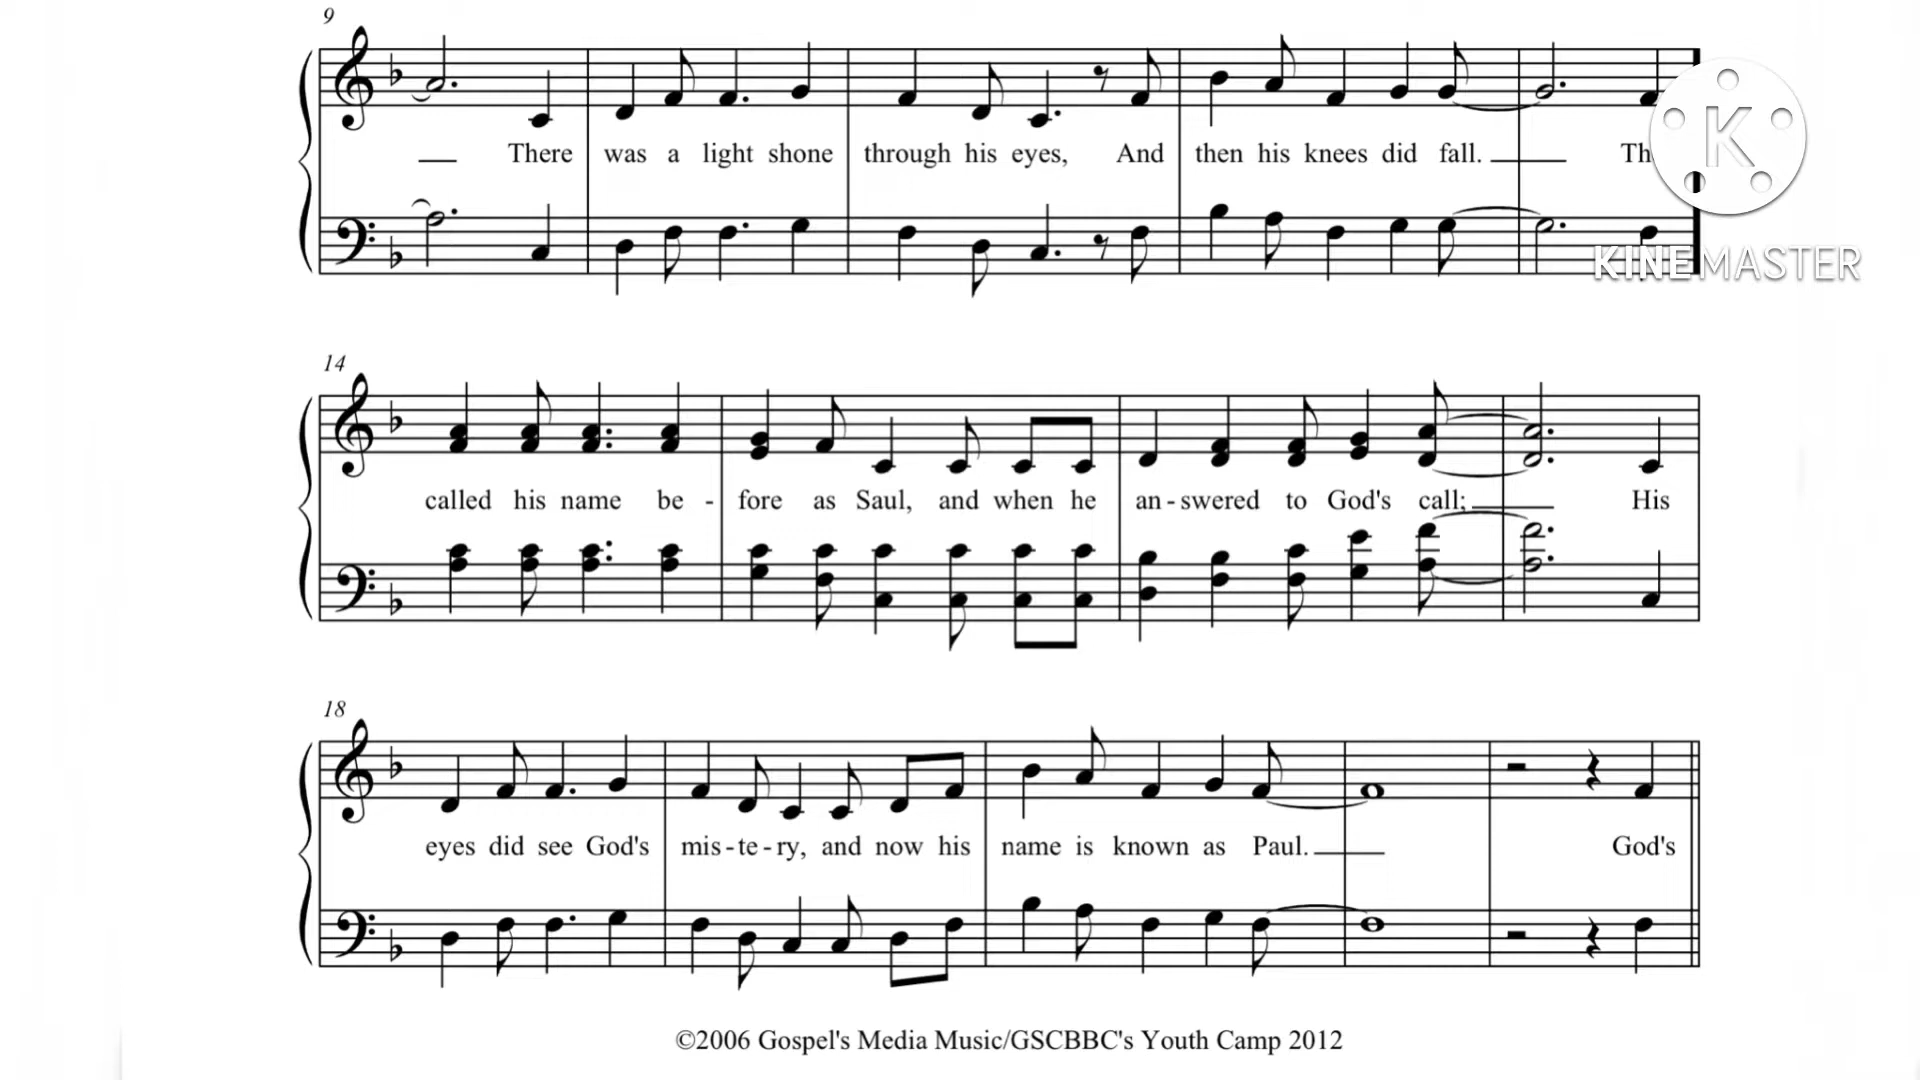 9
There was a light shone through his eyes, And then his knees did fall.
K
KINEMASTER
14
called his name be - fore as Saul, and when he an - swered to God's call; His
18
eyes did see God's mis - te - ry, and now his name is known as Paul. God's
©2006 Gospel's Media Music/GSCBBC's Youth Camp 2012